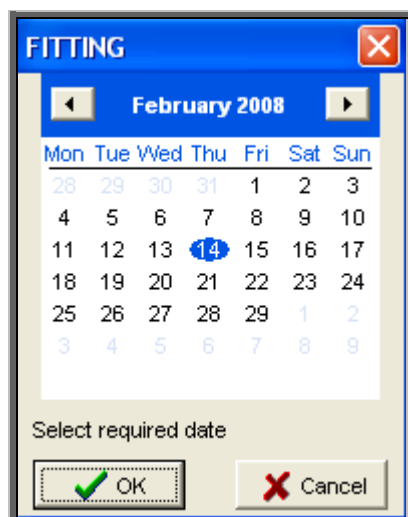 FITTING
February 2008
Mon Tue Wed Thu Fri Sat Sun
28 29 30 31 1 2 3
4 5 6 7 8 9 10
11 12 13 14 15 16 17
18 19 20 21 22 23 24
25 26 27 28 29 1 2
3 4 5 6 7 8 9
Select required date
OK Cancel